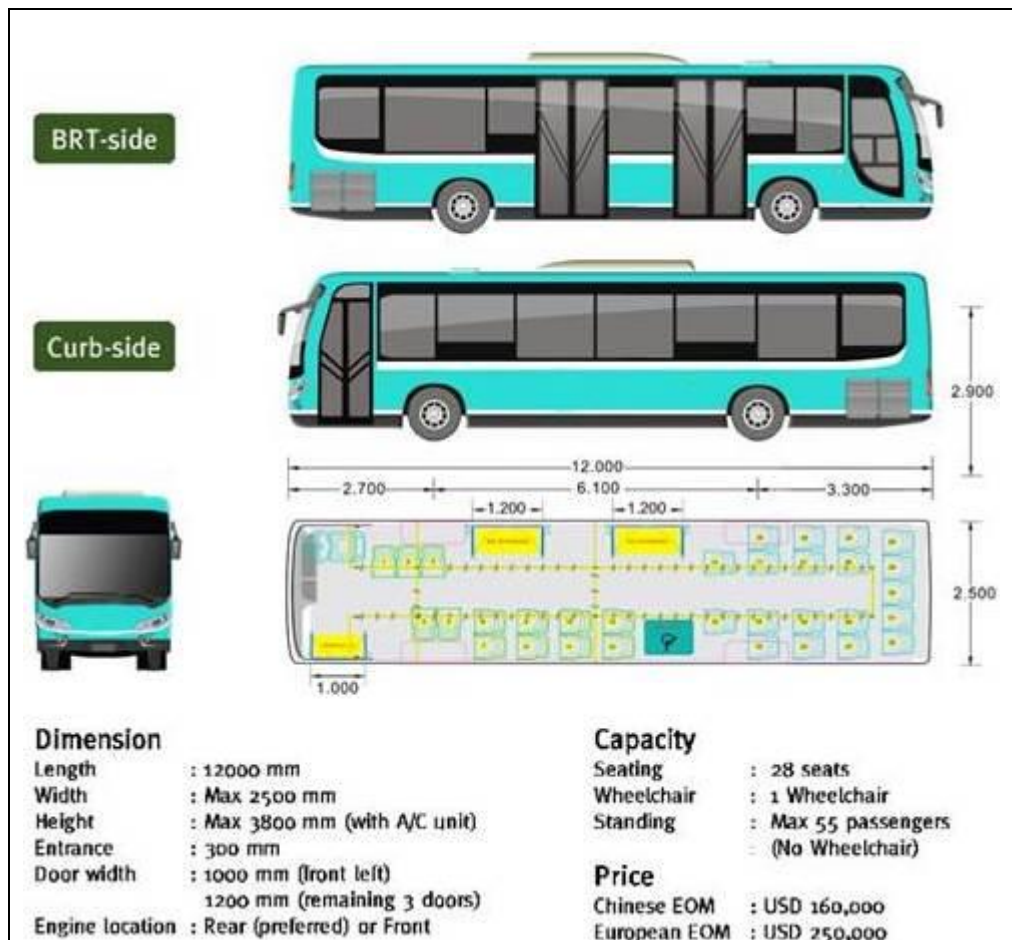 BRT-side
Curb-side
2.900
12.000
2.700
6.100
3.300
1.200
1.200
2.500
1.000
Dimension
Length : 12000 mm
Width : Max 2500 mm
Height : Max 3800 mm (with A/C unit)
Entrance : 300 mm
Door width : 1000 mm (front left)
1200 mm (remaining 3 doors)
Engine location : Rear (preferred) or Front
Capacity
Seating : 28 seats
Wheelchair : 1 Wheelchair
Standing : Max 55 passengers
: (No Wheelchair)
Price
Chinese EOM : USD 160,000
European EOM : USD 250,000